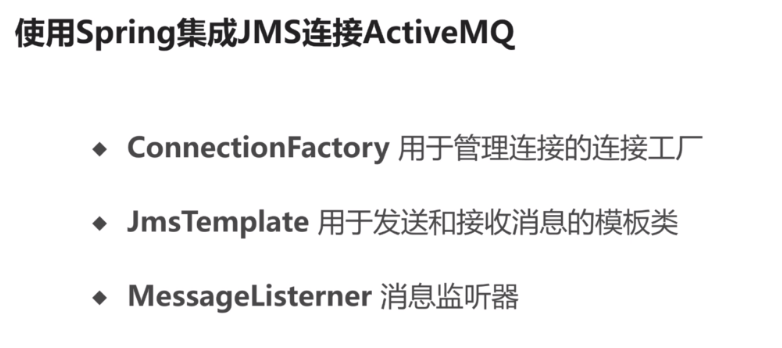 使用Spring集成JMS连接ActiveMQ
◆ ConnectionFactory 用于管理连接的连接工厂
◆ JmsTemplate 用于发送和接收消息的模板类
◆ MessageListerner 消息监听器